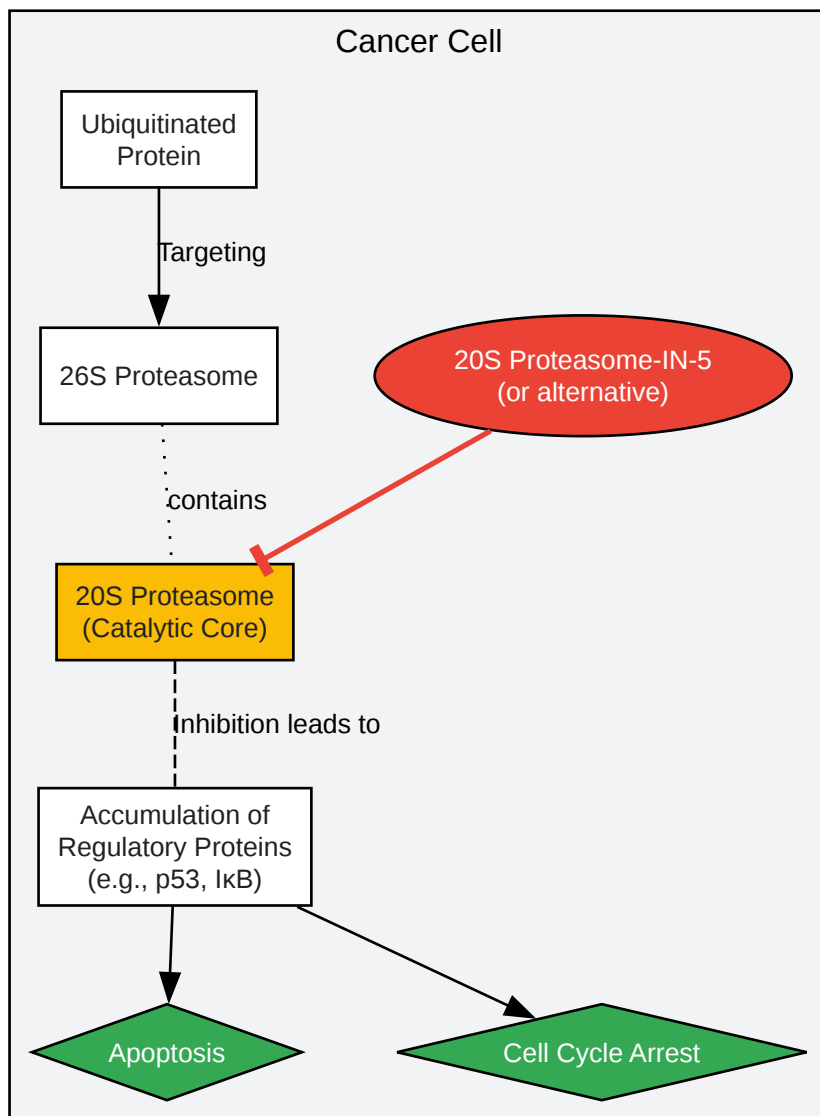 Cancer Cell
Ubiquitinated
Protein
Targeting
26S Proteasome
20S Proteasome-IN-5
(or alternative)
contains
20S Proteasome
(Catalytic Core)
Inhibition leads to
Accumulation of
Regulatory Proteins
(e.g., p53, IκB)
Apoptosis
Cell Cycle Arrest